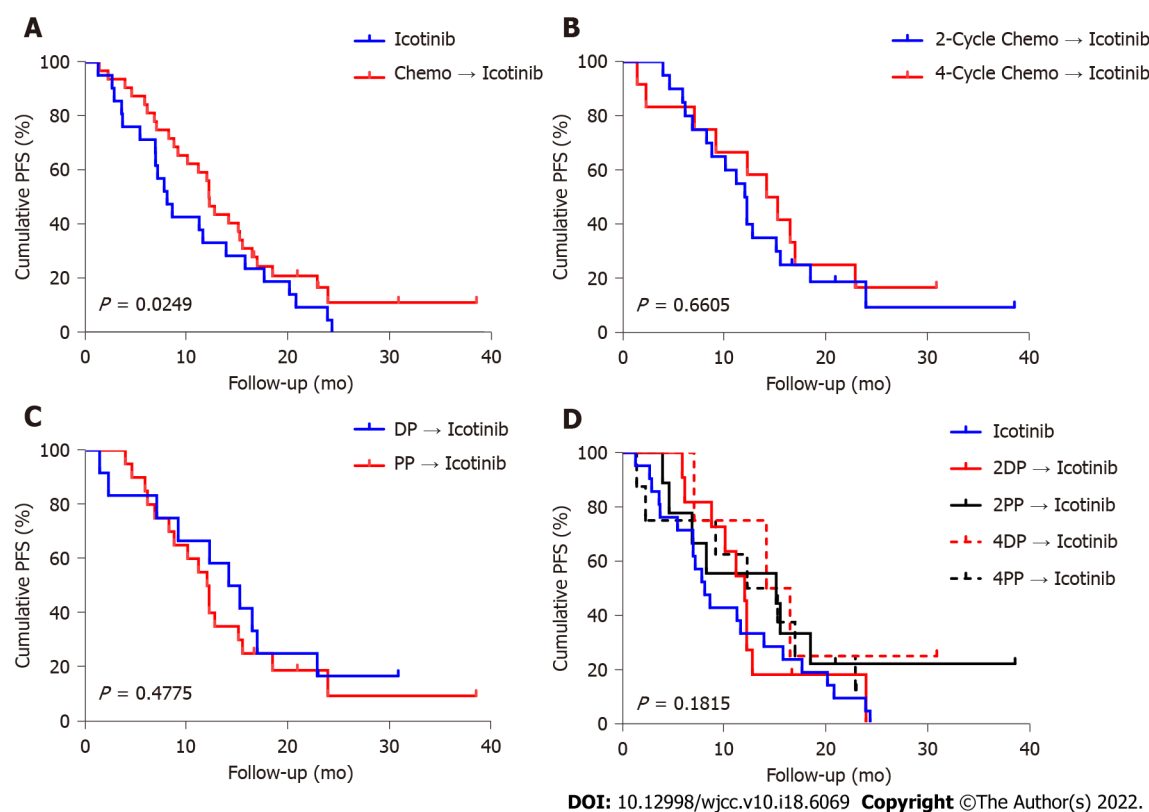 A
Icotinib
Chemo → Icotinib
100
80
60
40
20
0
Cumulative PFS (%)
P = 0.0249
0 10 20 30 40
Follow-up (mo)
B
2-Cycle Chemo → Icotinib
4-Cycle Chemo → Icotinib
100
80
60
40
20
0
Cumulative PFS (%)
P = 0.6605
0 10 20 30 40
Follow-up (mo)
C
DP → Icotinib
PP → Icotinib
100
80
60
40
20
0
Cumulative PFS (%)
P = 0.4775
0 10 20 30 40
Follow-up (mo)
D
Icotinib
2DP → Icotinib
2PP → Icotinib
4DP → Icotinib
4PP → Icotinib
100
80
60
40
20
0
Cumulative PFS (%)
P = 0.1815
0 10 20 30 40
Follow-up (mo)
DOI: 10.12998/wjcc.v10.i18.6069 Copyright ©The Author(s) 2022.